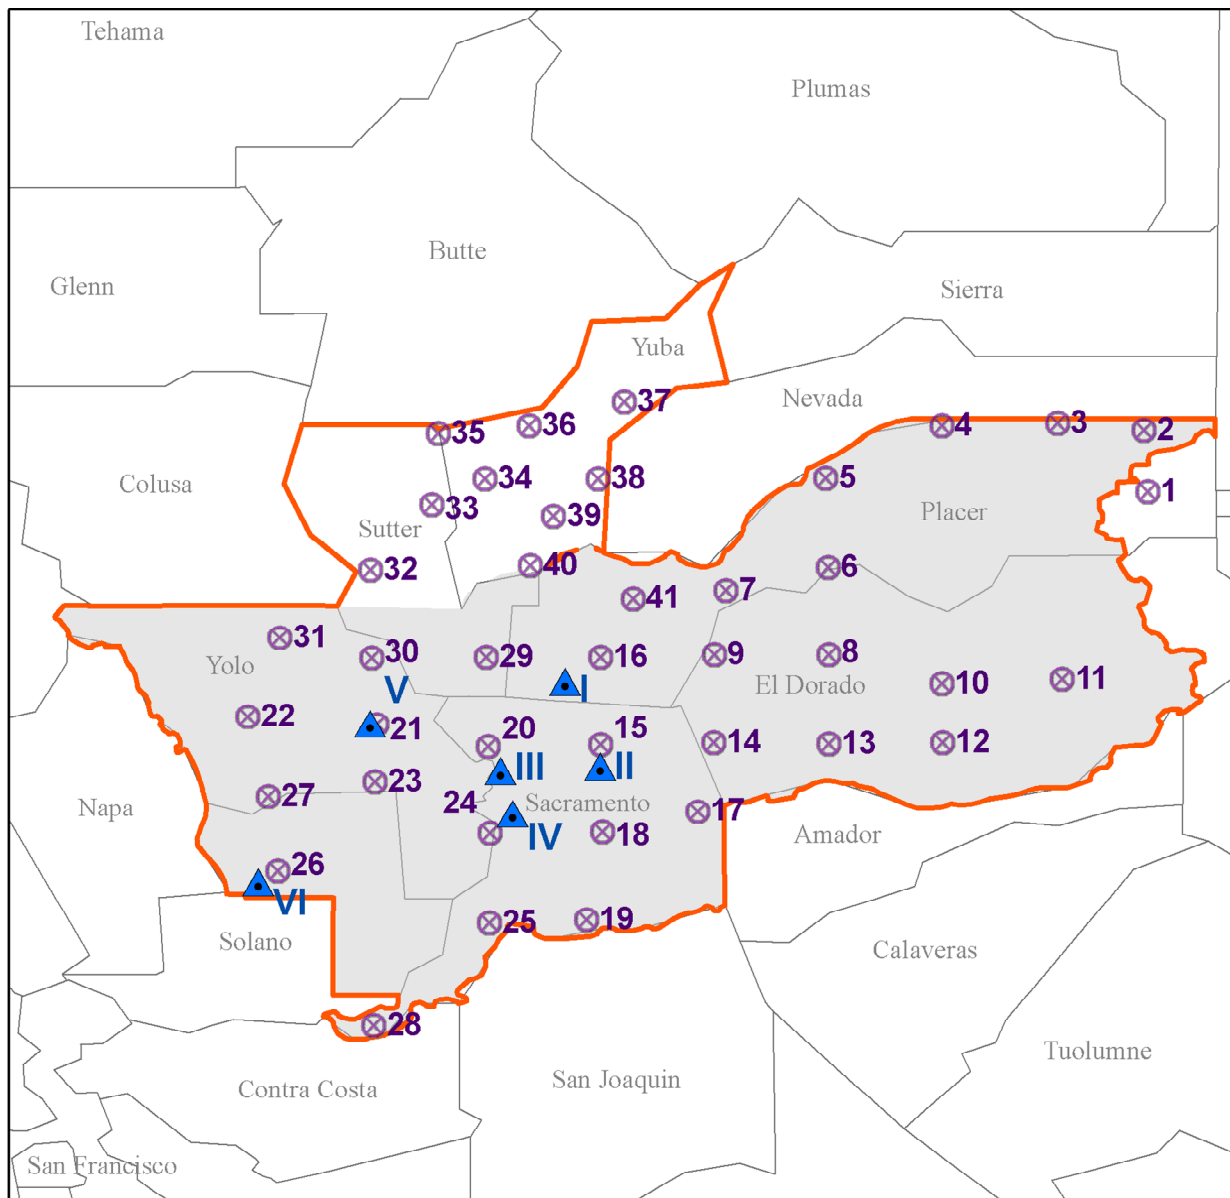 Tehama
Plumas
Butte
Glenn
Sierra
Yuba
Nevada
37
36
35
4
3
2
Colusa
34
38
5
1
33
39
Placer
Sutter
32
40
6
41
7
31
30
29
16
9
8
Yolo
V
I
El Dorado
10
11
22
21
20
15
14
13
12
III
II
27
23
24
Sacramento
17
Napa
IV
18
Amador
26
VI
25
19
Solano
Calaveras
28
Tuolumne
Contra Costa
San Joaquin
San Francisco